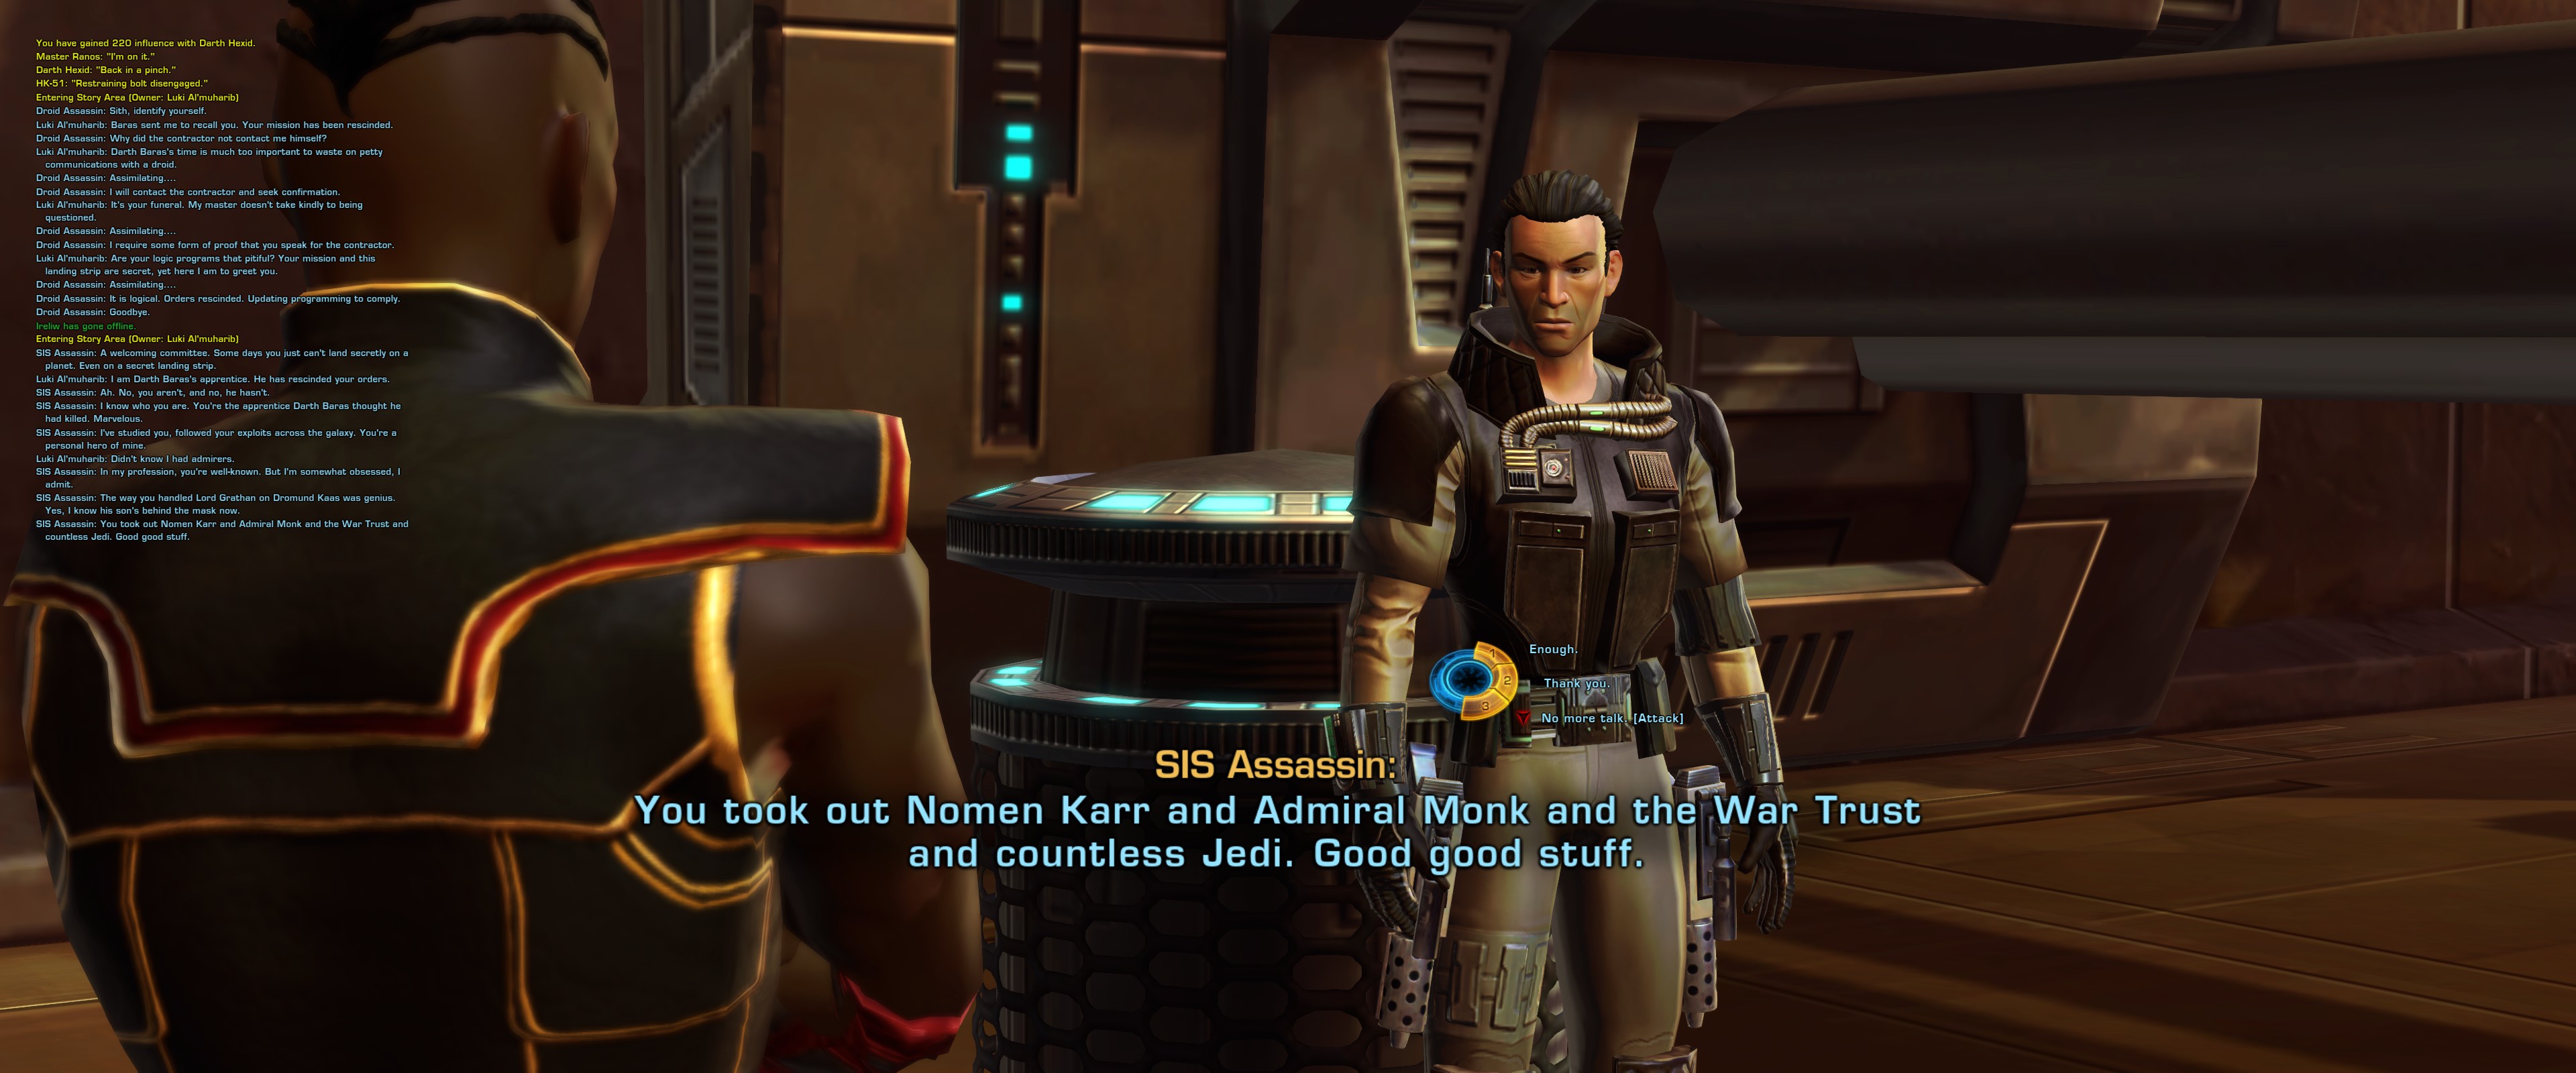 You have gained 220 influence with Darth Hexid.
Master Ranos: "I'm on it."
Darth Hexid: "Back in a pinch."
HK-51: "Restraining bolt disengaged."
Entering Story Area (Owner: Luki Al'muharib)
Droid Assassin: Sith, identify yourself.
Luki Al'muharib: Baras sent me to recall you. Your mission has been rescinded.
Droid Assassin: Why did the contractor not contact me himself?
Luki Al'muharib: Darth Baras's time is much too important to waste on petty
communications with a droid.
Droid Assassin: Assimilating....
Droid Assassin: I will contact the contractor and seek confirmation.
Luki Al'muharib: It's your funeral. My master doesn't take kindly to being
questioned.
Droid Assassin: Assimilating....
Droid Assassin: I require some form of proof that you speak for the contractor.
Luki Al'muharib: Are your logic programs that pitiful? Your mission and this
landing strip are secret, yet here I am to greet you.
Droid Assassin: Assimilating....
Droid Assassin: It is logical. Orders rescinded. Updating programming to comply.
Droid Assassin: Goodbye.
Ireliw has gone offline.
Entering Story Area (Owner: Luki Al'muharib)
SIS Assassin: A welcoming committee. Some days you just can't land secretly on a
planet. Even on a secret landing strip.
Luki Al'muharib: I am Darth Baras's apprentice. He has rescinded your orders.
SIS Assassin: Ah. No, you aren't, and no, he hasn't.
SIS Assassin: I know who you are. You're the apprentice Darth Baras thought he
had killed. Marvelous.
SIS Assassin: I've studied you, followed your exploits across the galaxy. You're a
personal hero of mine.
Luki Al'muharib: Didn't know I had admirers.
SIS Assassin: In my profession, you're well-known. But I'm somewhat obsessed, I
admit.
SIS Assassin: The way you handled Lord Grathan on Dromund Kaas was genius.
Yes, I know his son's behind the mask now.
SIS Assassin: You took out Nomen Karr and Admiral Monk and the War Trust and
countless Jedi. Good good stuff.
1 Enough.
2 Thank you.
3 No more talk. [Attack]
SIS Assassin:
You took out Nomen Karr and Admiral Monk and the War Trust
and countless Jedi. Good good stuff.